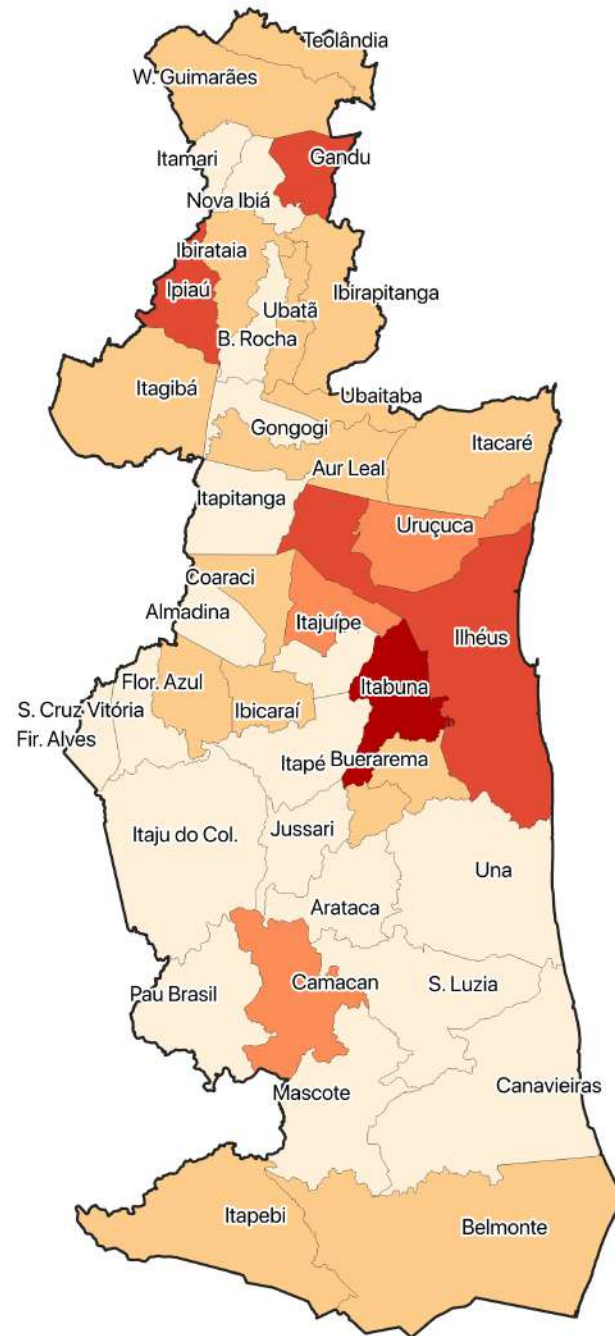 Teolândia
W. Guimarães
Itamari
Gandu
Nova Ibiá
Ibirataia
Ipiaú
Ibirapitanga
Ubatã
B. Rocha
Itagibá
Ubaitaba
Gongogi
Itacaré
Aur Leal
Itapitanga
Uruçuca
Coaraci
Almadina
Itajuípe
Ilhéus
Flor. Azul
Itabuna
S. Cruz Vitória
Ibicaraí
Fir. Alves
Itapé
Buerarema
Itaju do Col.
Jussari
Una
Arataca
Camacan
S. Luzia
Pau Brasil
Mascote
Canavieiras
Itapebi
Belmonte